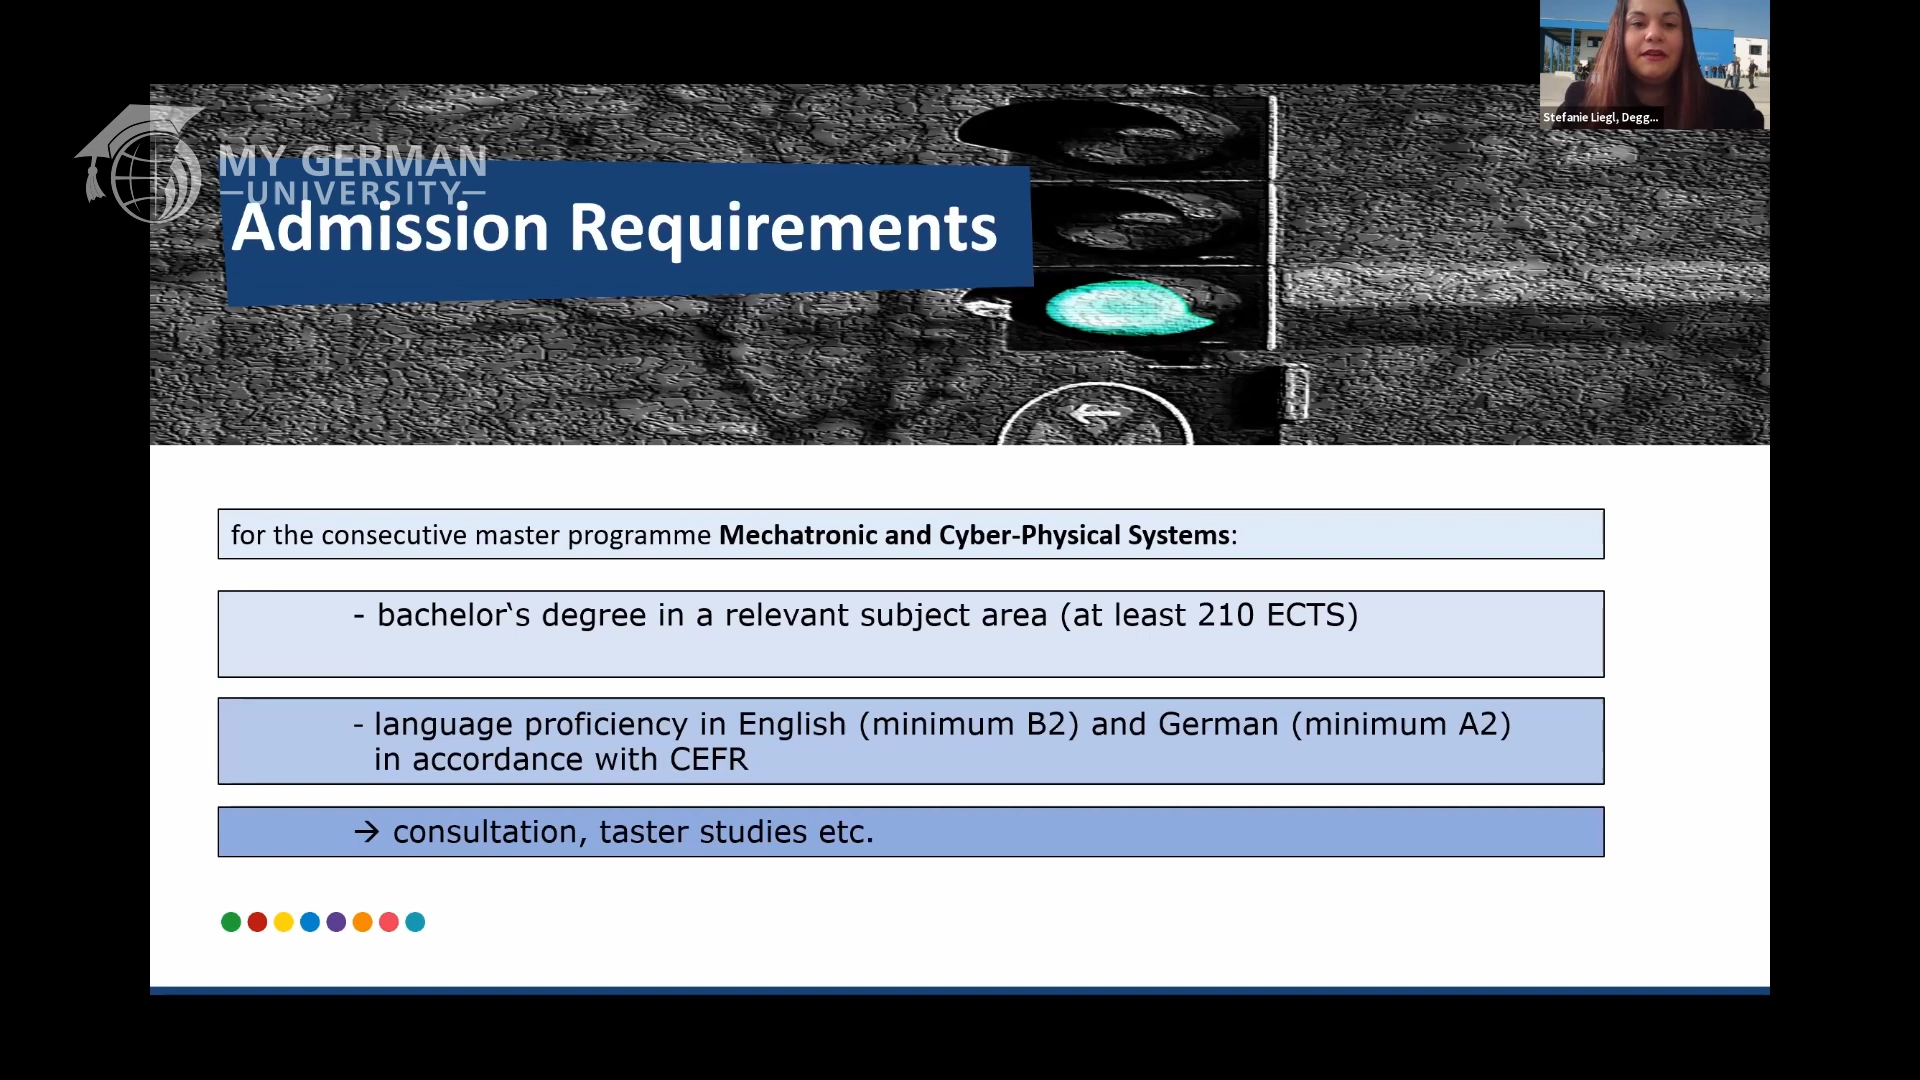 Stefanie Liegl, Degg...
MY GERMAN
—UNIVERSITY—
Admission Requirements
for the consecutive master programme Mechatronic and Cyber-Physical Systems:
- bachelor‘s degree in a relevant subject area (at least 210 ECTS)
- language proficiency in English (minimum B2) and German (minimum A2)
in accordance with CEFR
→ consultation, taster studies etc.